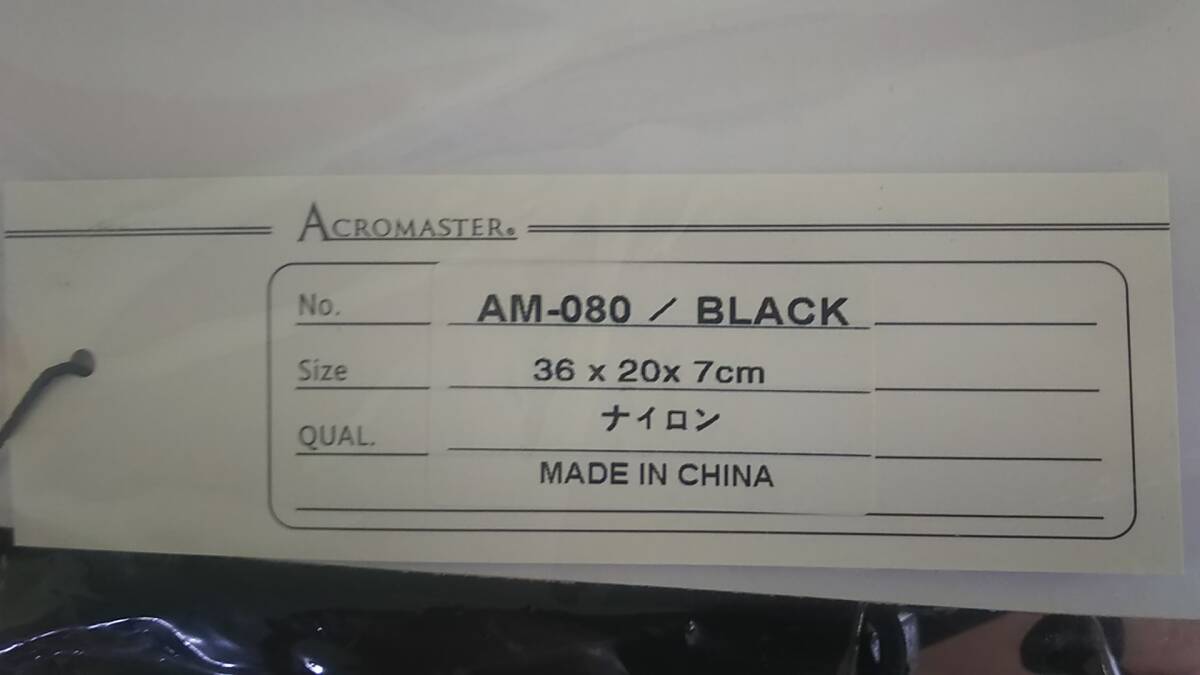 ACROMASTER®
No. AM-080 / BLACK
Size 36 x 20x 7cm
QUAL. ナイロン
MADE IN CHINA